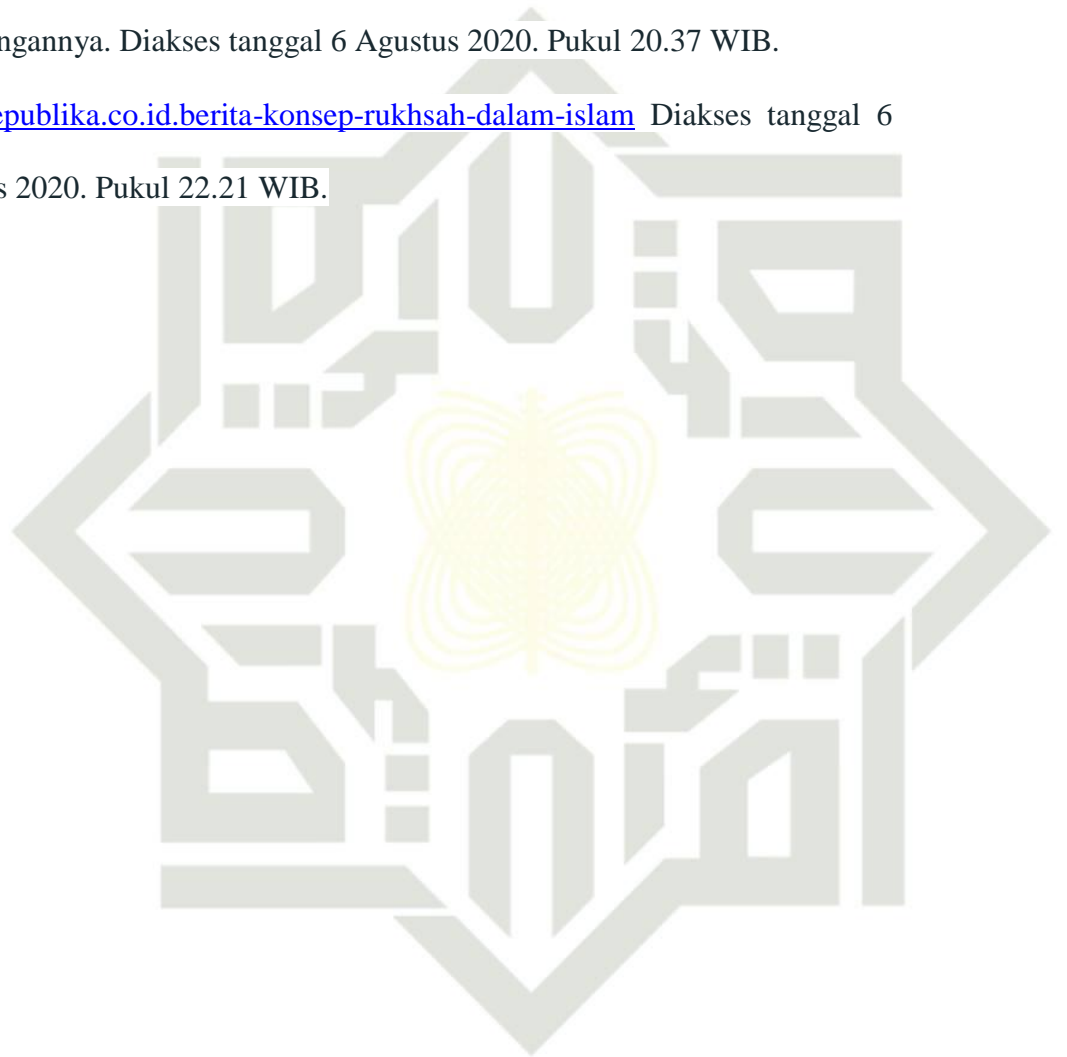 ngannya. Diakses tanggal 6 Agustus 2020. Pukul 20.37 WIB.
epublika.co.id.berita-konsep-rukhsah-dalam-islam Diakses tanggal 6
s 2020. Pukul 22.21 WIB.